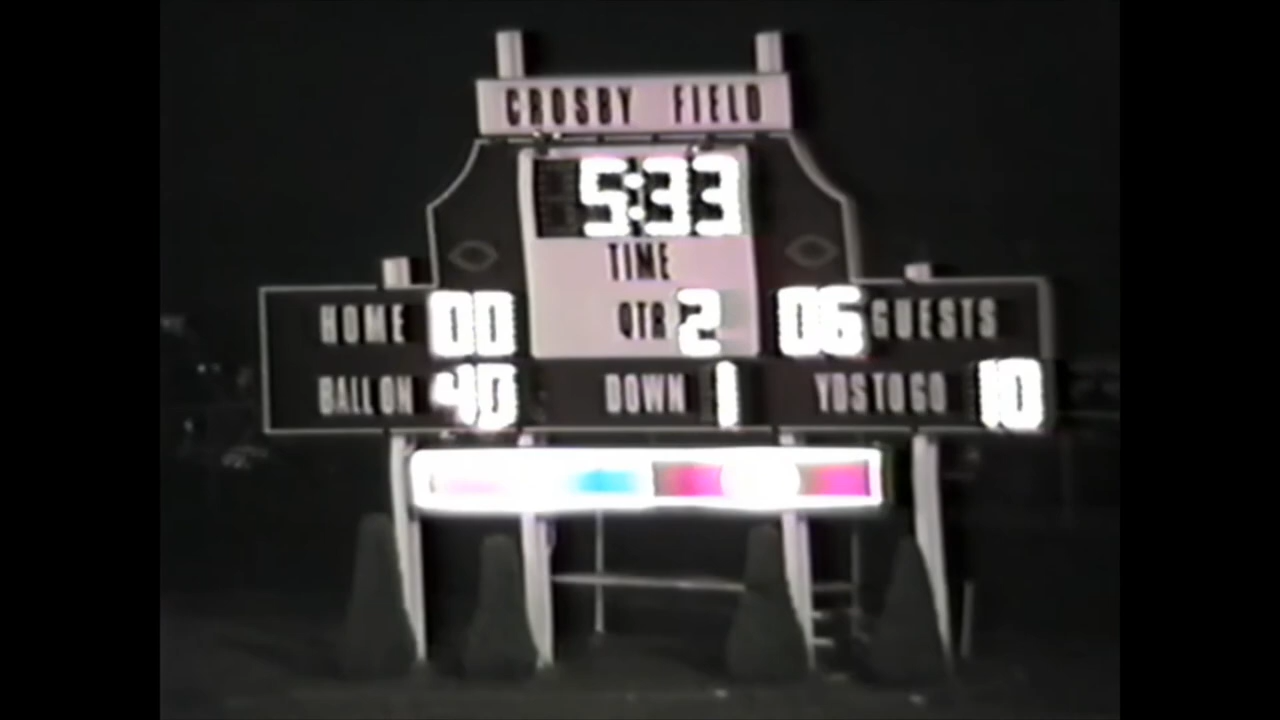 CROSBY FIELD
5:33
TIME
HOME 00 QTR 2 06 GUESTS
BALL ON 40 DOWN 1 YDS TO GO 10